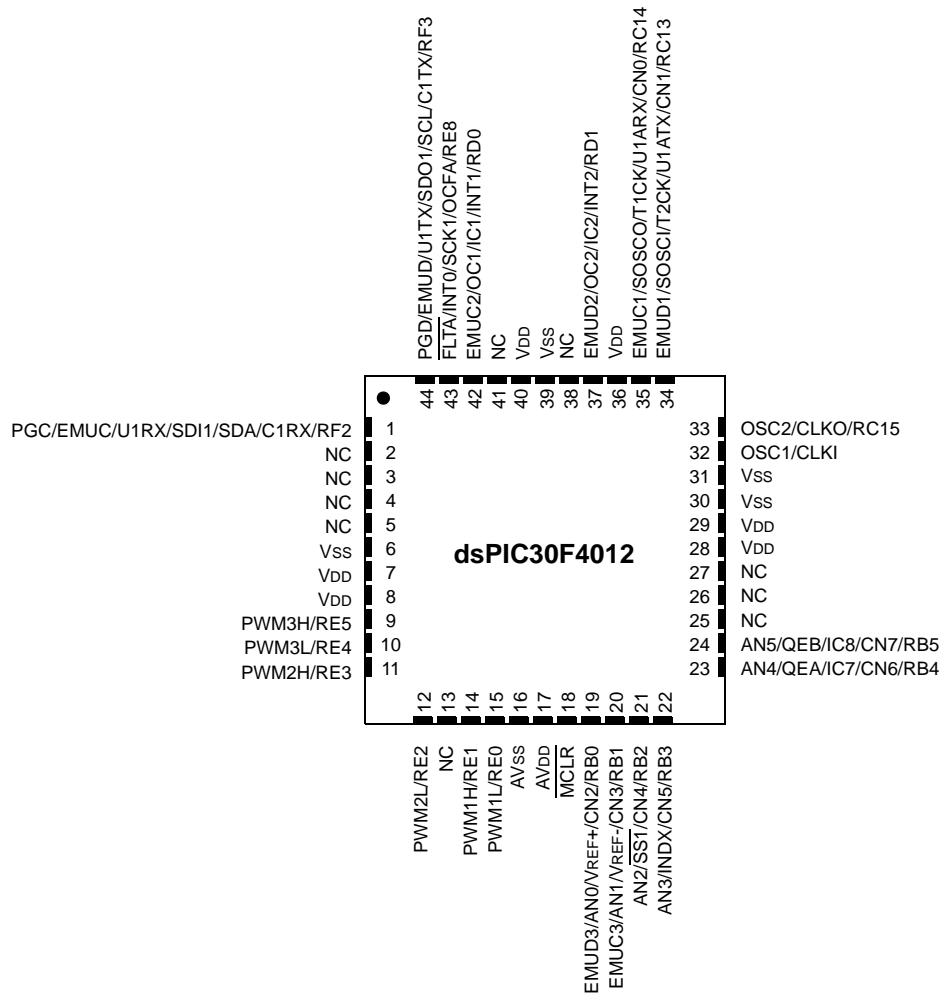 PGD/EMUD/U1TX/SDO1/SCL/C1TX/RF3
FLTA/INT0/SCK1/OCFA/RE8
EMUC2/OC1/IC1/INT1/RD0
NC
VDD
VSS
NC
EMUD2/OC2/IC2/INT2/RD1
VDD
EMUC1/SOSCO/T1CK/U1ARX/CN0/RC14
EMUD1/SOSCI/T2CK/U1ATX/CN1/RC13
44
43
42
41
40
39
38
37
36
35
34
PGC/EMUC/U1RX/SDI1/SDA/C1RX/RF2 1
NC 2
NC 3
NC 4
NC 5
VSS 6
VDD 7
VDD 8
PWM3H/RE5 9
PWM3L/RE4 10
PWM2H/RE3 11
dsPIC30F4012
33 OSC2/CLKO/RC15
32 OSC1/CLKI
31 VSS
30 VSS
29 VDD
28 VDD
27 NC
26 NC
25 NC
24 AN5/QEB/IC8/CN7/RB5
23 AN4/QEA/IC7/CN6/RB4
12
13
14
15
16
17
18
19
20
21
22
PWM2L/RE2
NC
PWM1H/RE1
PWM1L/RE0
AVSS
AVDD
MCLR
EMUD3/AN0/VREF+/CN2/RB0
EMUC3/AN1/VREF-/CN3/RB1
AN2/SS1/CN4/RB2
AN3/INDX/CN5/RB3